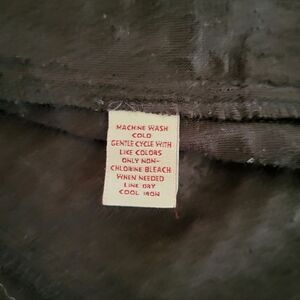 MACHINE WASH
COLD
GENTLE CYCLE WITH
LIKE COLORS
ONLY NON-
CHLORINE BLEACH
WHEN NEEDED
LINE DRY
COOL IRON